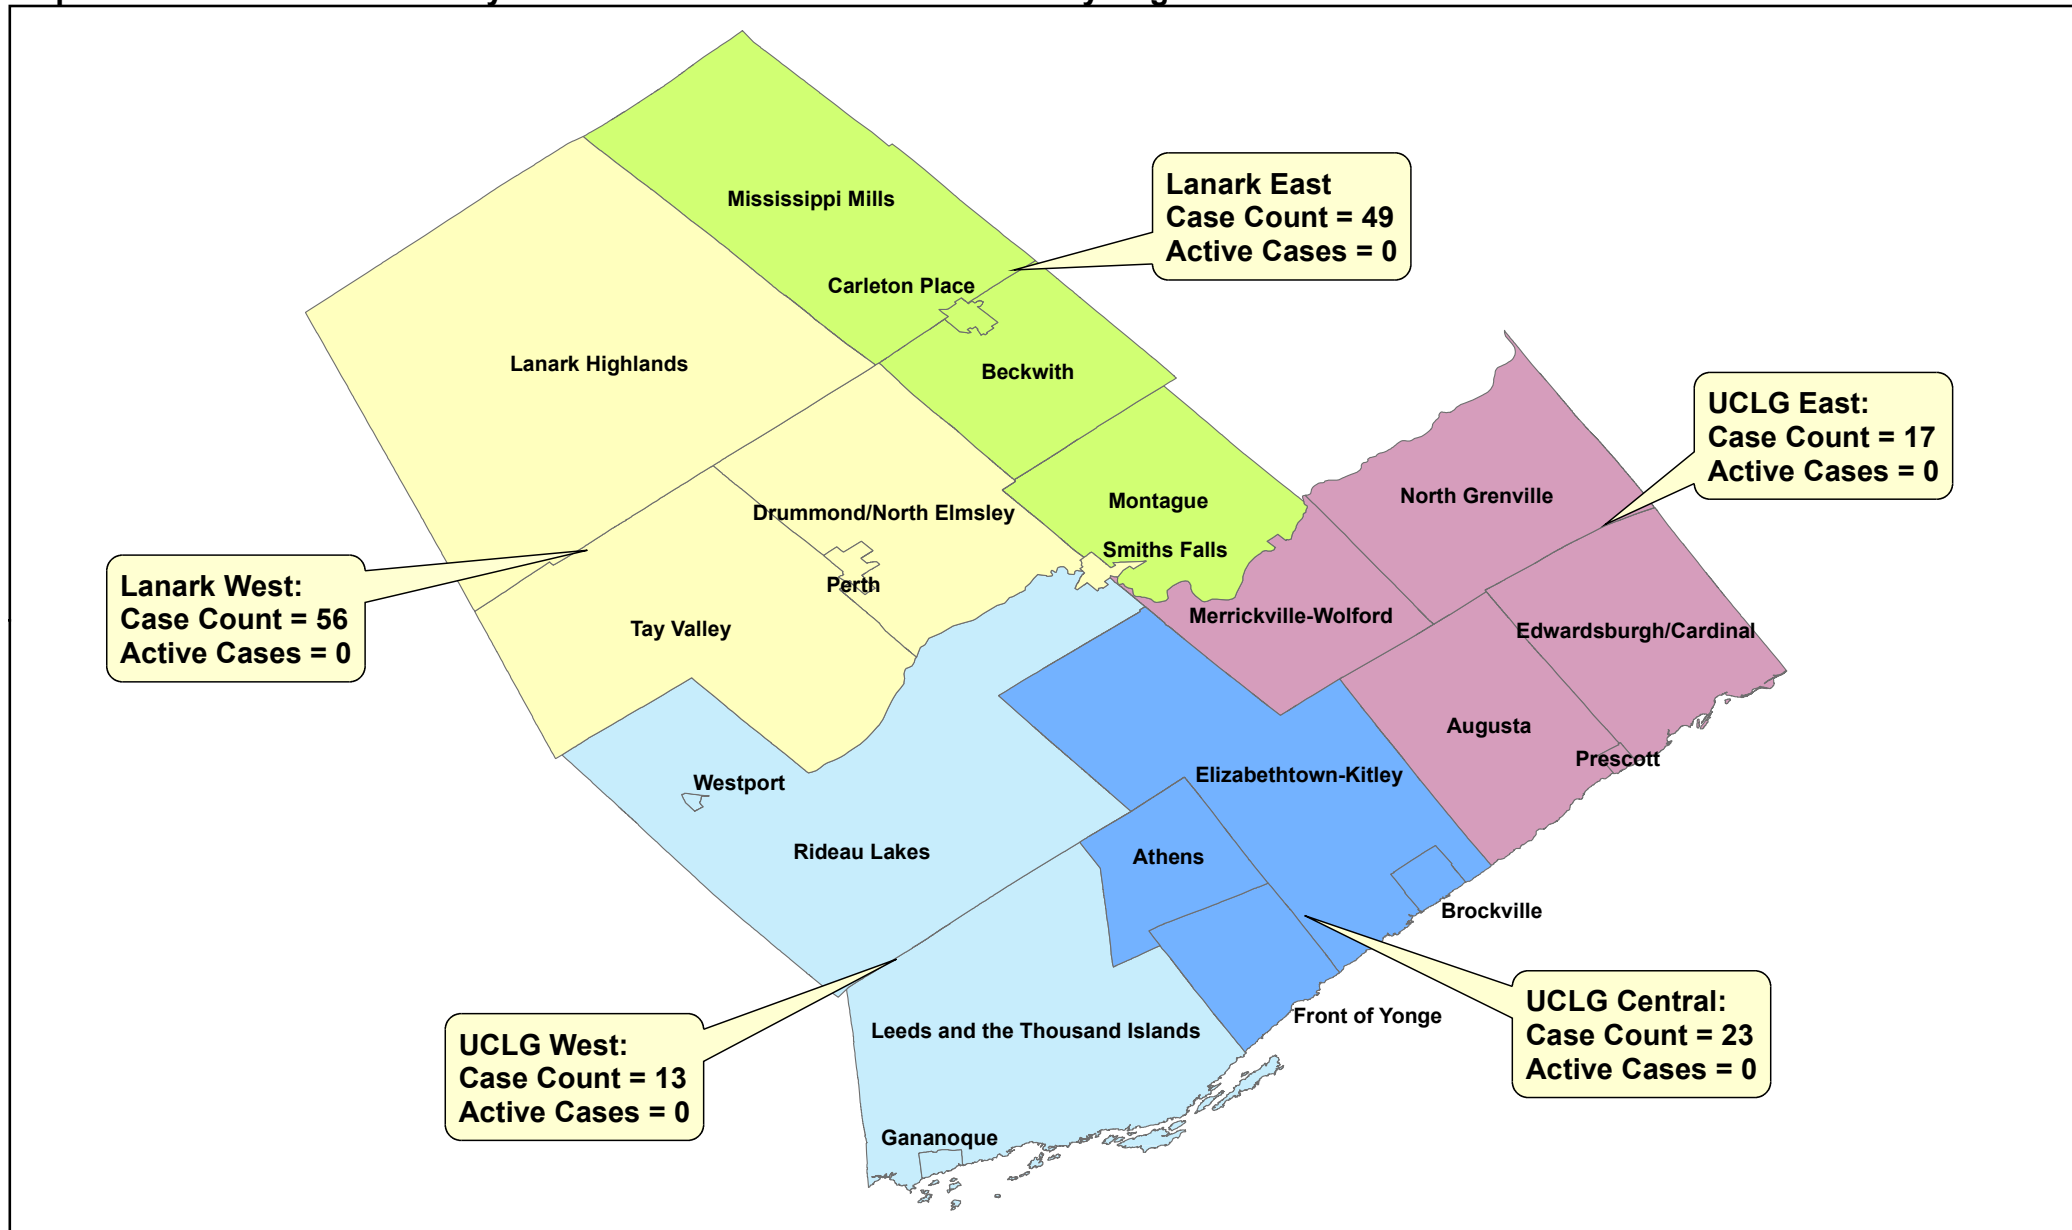 Mississippi Mills
Lanark East
Case Count = 49
Active Cases = 0
Carleton Place
Lanark Highlands
Beckwith
UCLG East:
Case Count = 17
Active Cases = 0
North Grenville
Montague
Drummond/North Elmsley
Smiths Falls
Perth
Lanark West:
Case Count = 56
Active Cases = 0
Merrickville-Wolford
Tay Valley
Edwardsburgh/Cardinal
Augusta
Prescott
Elizabethtown-Kitley
Westport
Rideau Lakes
Athens
Brockville
UCLG Central:
Case Count = 23
Active Cases = 0
Front of Yonge
Leeds and the Thousand Islands
UCLG West:
Case Count = 13
Active Cases = 0
Gananoque